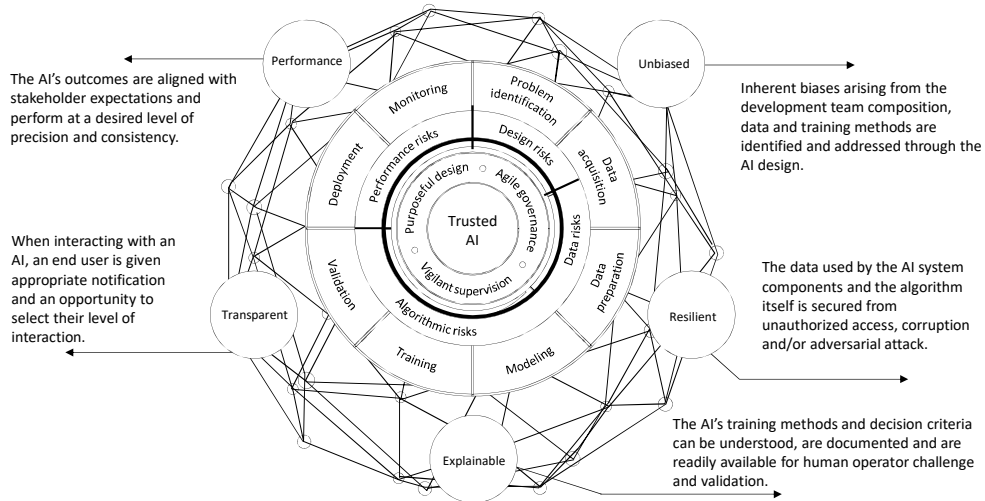 Performance
Unbiased
The AI's outcomes are aligned with
stakeholder expectations and
perform at a desired level of
precision and consistency.
Inherent biases arising from the
development team composition,
data and training methods are
identified and addressed through the
AI design.
Monitoring
Problem
identification
Deployment
Performance risks
Design risks
Data
acquisition
Purposeful design
Agile governance
Trusted
AI
Vigilant supervision
Data risks
Data
preparation
Validation
Algorithmic risks
Training
Modeling
When interacting with an
AI, an end user is given
appropriate notification
and an opportunity to
select their level of
interaction.
Transparent
Resilient
The data used by the AI system
components and the algorithm
itself is secured from
unauthorized access, corruption
and/or adversarial attack.
Explainable
The AI's training methods and decision criteria
can be understood, are documented and are
readily available for human operator challenge
and validation.